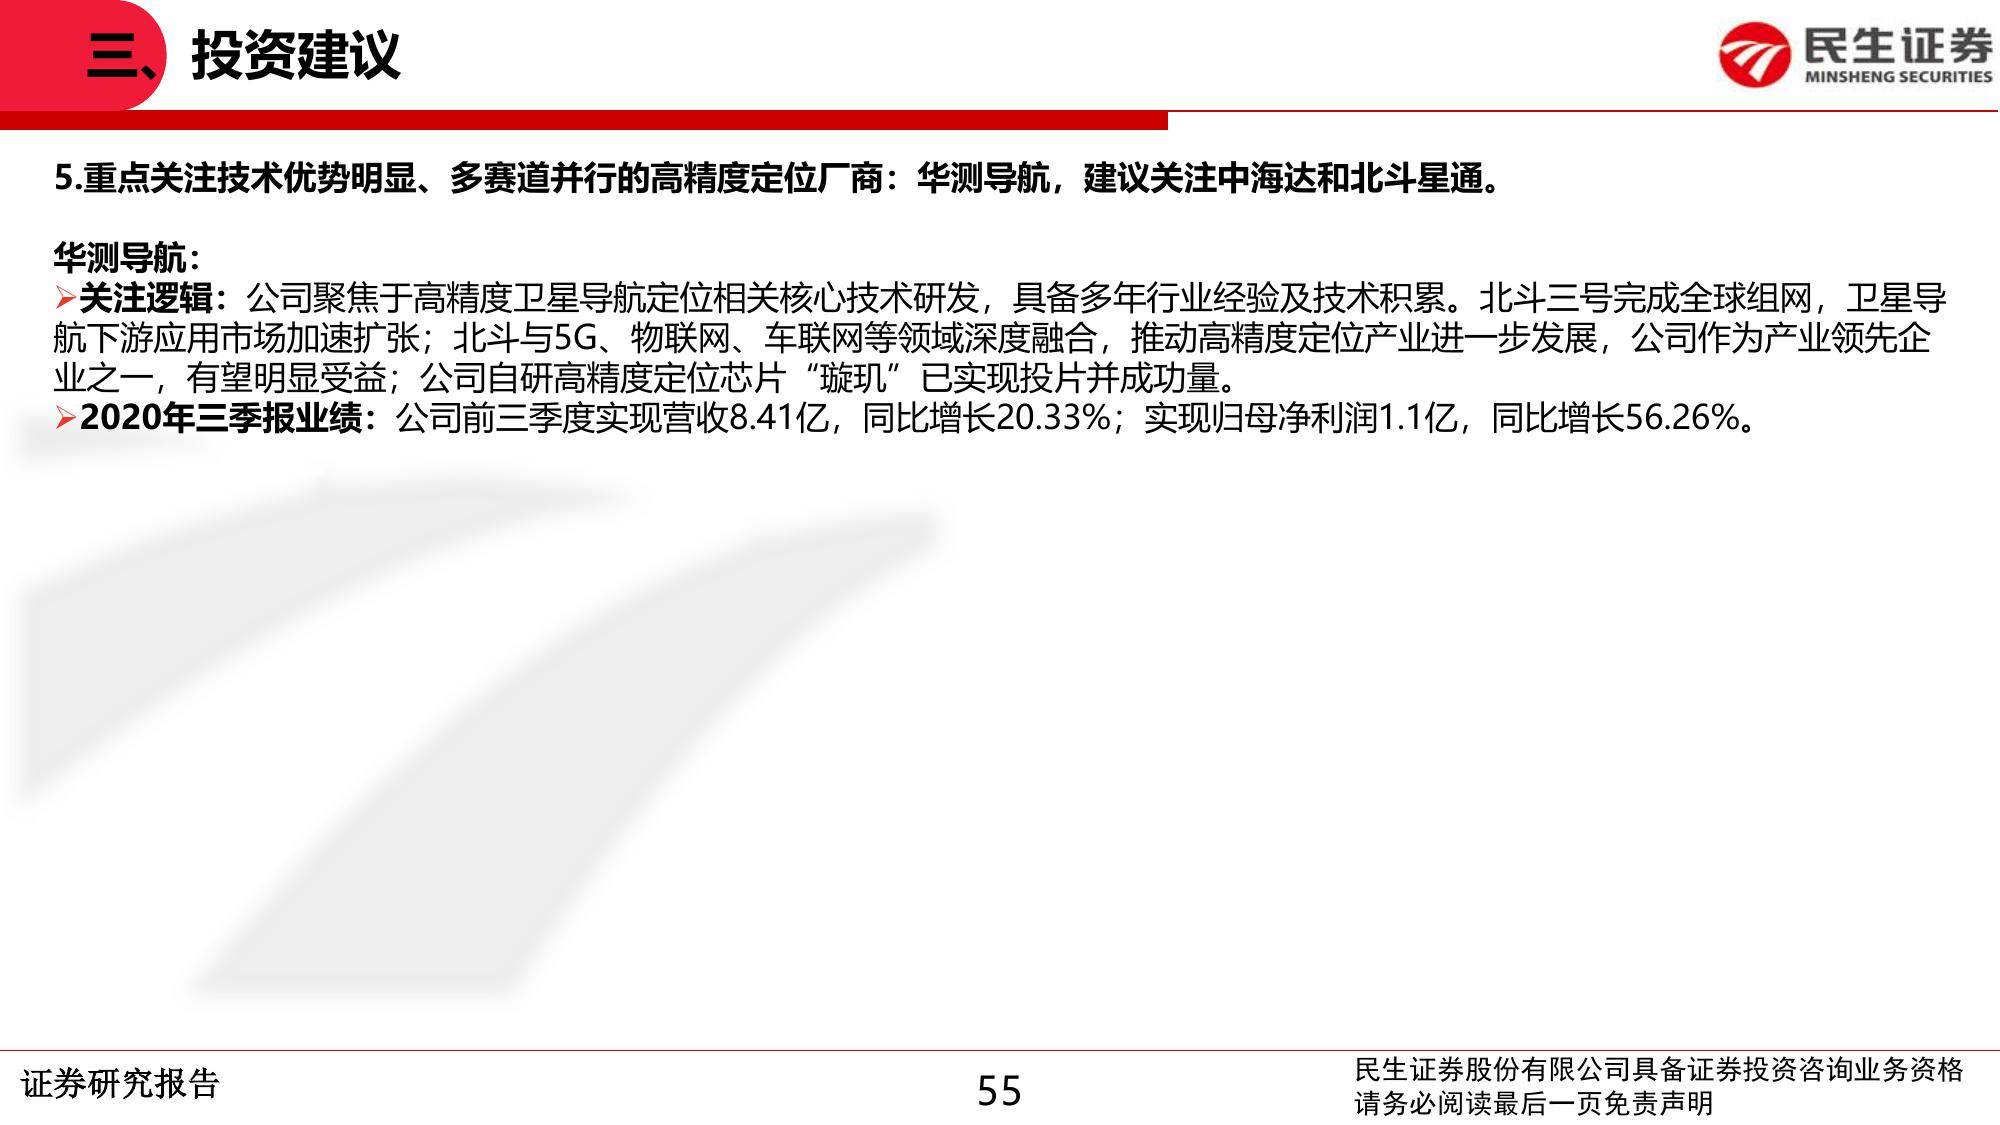 三、投资建议
民生证券
MINSHENG SECURITIES
5.重点关注技术优势明显、多赛道并行的高精度定位厂商：华测导航，建议关注中海达和北斗星通。
华测导航：
➢关注逻辑：公司聚焦于高精度卫星导航定位相关核心技术研发，具备多年行业经验及技术积累。北斗三号完成全球组网，卫星导
航下游应用市场加速扩张；北斗与5G、物联网、车联网等领域深度融合，推动高精度定位产业进一步发展，公司作为产业领先企
业之一，有望明显受益；公司自研高精度定位芯片“璇玑”已实现投片并成功量。
➢2020年三季报业绩：公司前三季度实现营收8.41亿，同比增长20.33%；实现归母净利润1.1亿，同比增长56.26%。
证券研究报告
55
民生证券股份有限公司具备证券投资咨询业务资格
请务必阅读最后一页免责声明